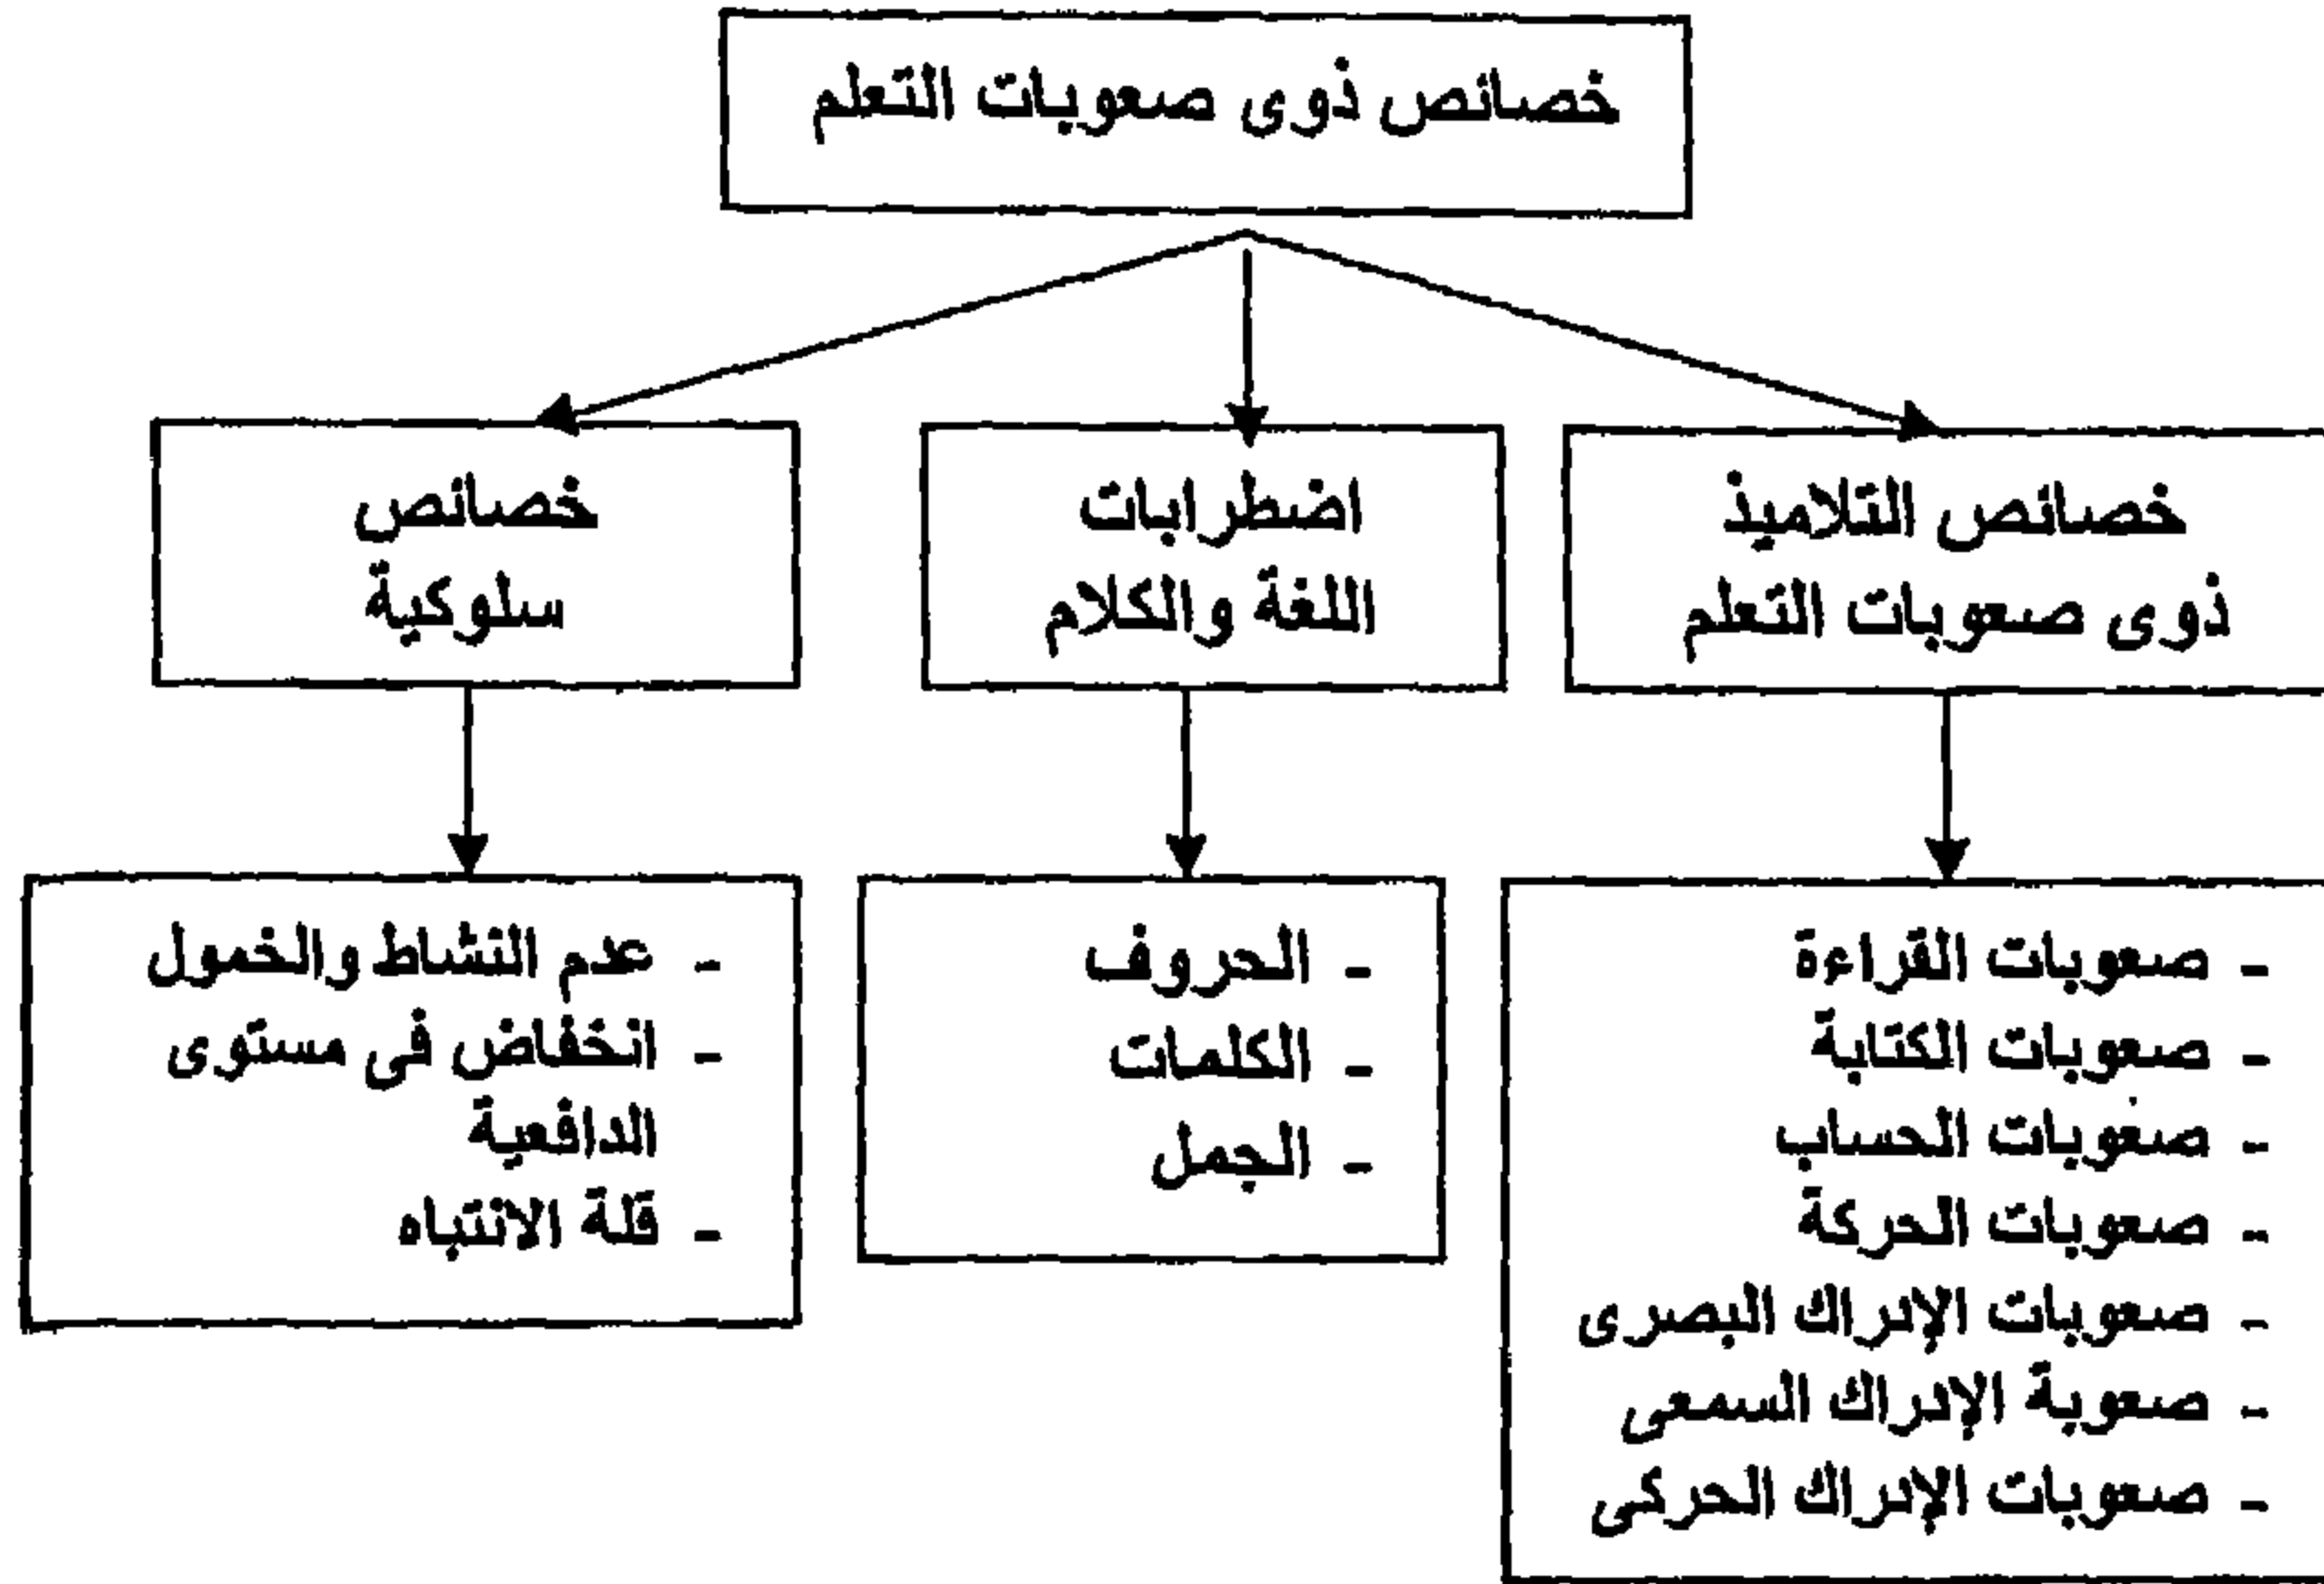 خصائص ذوى صعوبات التعلم
خصائص التلاميذ
ذوى صعوبات التعلم
اضطرابات
اللغة والكلام
خصائص
سلوكية
- صعوبات القراءة
- صعوبات الكتابة
- صعوبات الحساب
- صعوبات الحركة
- صعوبات الإدراك البصرى
- صعوبة الإدراك السمعى
- صعوبات الإدراك الحركى
- الحروف
- الكلمات
- الجمل
- عدم النشاط والخمول
- انخفاض فى مستوى
الدافعية
- قلة الانتباه